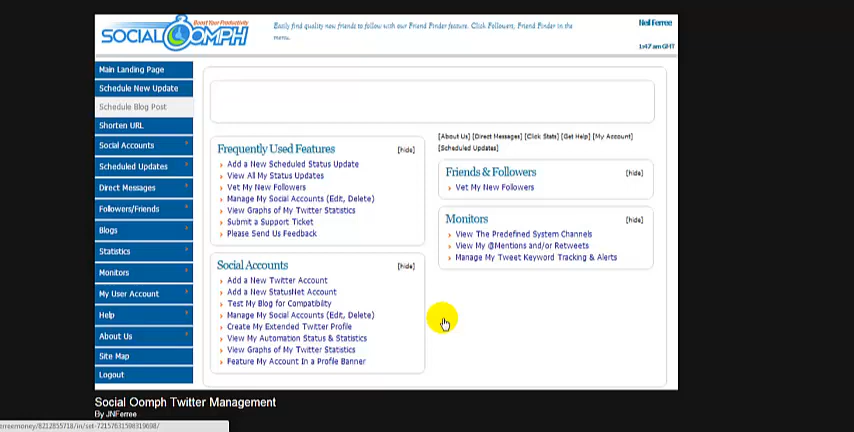 Boost Your Productivity
SOCIAL OOMPH
Easily find quality new friends to follow with our Friend Finder feature. Click Followers, Friend Finder in the
menu.
Neil Ferree
1:47 am GMT
Main Landing Page
Schedule New Update
Schedule Blog Post
Shorten URL
Social Accounts
Scheduled Updates
Direct Messages
Followers/Friends
Blogs
Statistics
Monitors
My User Account
Help
About Us
Site Map
Logout
Frequently Used Features
[hide]
Add a New Scheduled Status Update
View All My Status Updates
Vet My New Followers
Manage My Social Accounts (Edit, Delete)
View Graphs of My Twitter Statistics
Submit a Support Ticket
Please Send Us Feedback
Social Accounts
[hide]
Add a New Twitter Account
Add a New StatusNet Account
Test My Blog for Compatibility
Manage My Social Accounts (Edit, Delete)
Create My Extended Twitter Profile
View My Automation Status & Statistics
View Graphs of My Twitter Statistics
Feature My Account In a Profile Banner
[About Us] [Direct Messages] [Click Stats] [Get Help] [My Account]
[Scheduled Updates]
Friends & Followers
[hide]
Vet My New Followers
Monitors
[hide]
View The Predefined System Channels
View My @Mentions and/or Retweets
Manage My Tweet Keyword Tracking & Alerts
Social Oomph Twitter Management
By JNFerree
erreemoney/8212855718/in/set-72157631598319698/